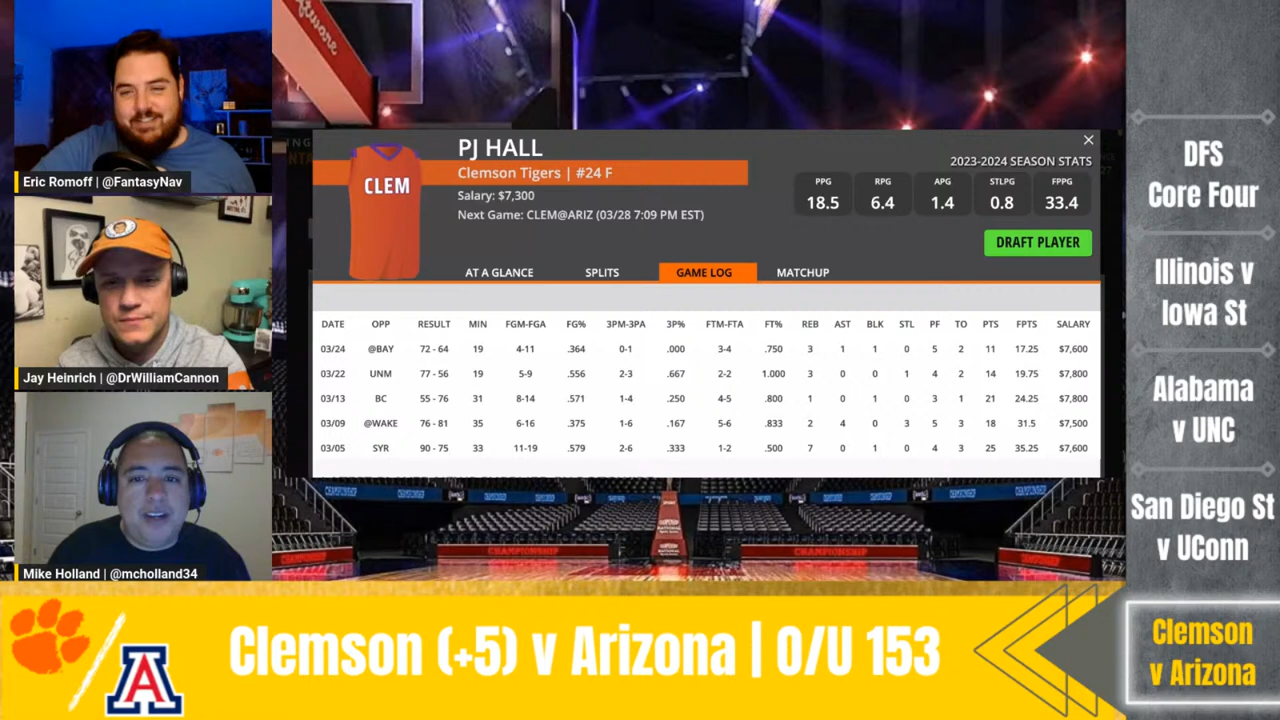 Eric Romoff | @FantasyNav
Jay Heinrich | @DrWilliamCannon
Mike Holland | @mcholland34
CLEM
PJ HALL
Clemson Tigers | #24 F
Salary: $7,300
Next Game: CLEM@ARIZ (03/28 7:09 PM EST)
2023-2024 SEASON STATS
PPG RPG APG STLPG FPPG
18.5 6.4 1.4 0.8 33.4
DRAFT PLAYER
AT A GLANCE SPLITS GAME LOG MATCHUP
DATE OPP RESULT MIN FGM-FGA FG% 3PM-3PA 3P% FTM-FTA FT% REB AST BLK STL PF TO PTS FPTS SALARY
03/24 @BAY 72 - 64 19 4-11 .364 0-1 .000 3-4 .750 3 1 1 0 5 2 11 17.25 $7,600
03/22 UNM 77 - 56 19 5-9 .556 2-3 .667 2-2 1.000 3 0 0 1 4 2 14 19.75 $7,800
03/13 BC 55 - 76 31 8-14 .571 1-4 .250 4-5 .800 1 0 1 0 3 1 21 24.25 $7,800
03/09 @WAKE 76 - 81 35 6-16 .375 1-6 .167 5-6 .833 2 4 0 3 5 3 18 31.5 $7,500
03/05 SYR 90 - 75 33 11-19 .579 2-6 .333 1-2 .500 7 0 1 0 4 3 25 35.25 $7,600
CHAMPIONSHIP
CHAMPIONSHIP
DFS
Core Four
Illinois v
Iowa St
Alabama
v UNC
San Diego St
v UConn
Clemson
v Arizona
A
Clemson (+5) v Arizona | O/U 153